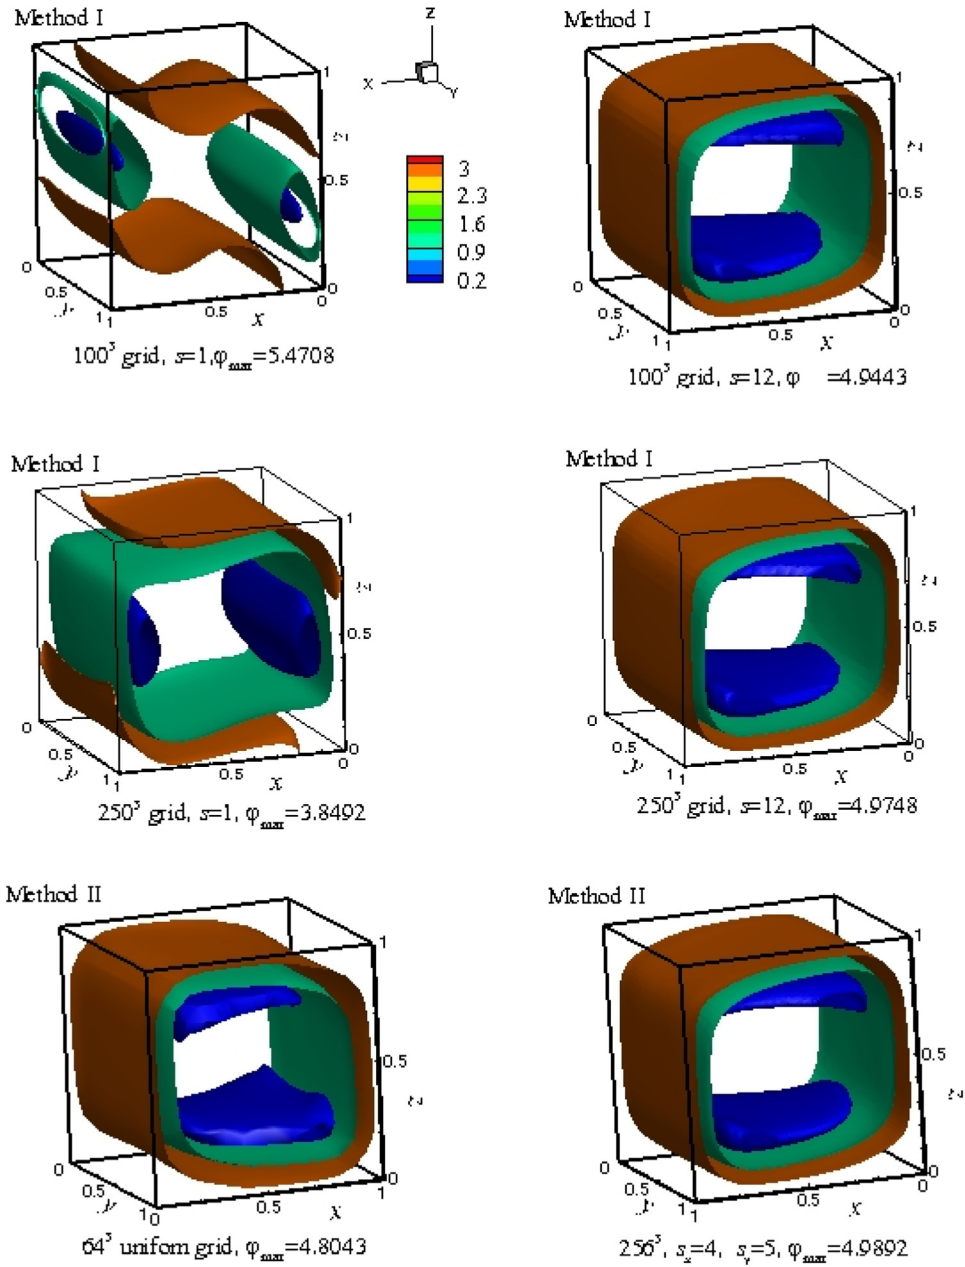 Method I
Z
X
Y
1
z
0.5
0
0
0.5
y
1
1
0.5
x
0
3
2.3
1.6
0.9
0.2
100³ grid, s=1,φmax=5.4708
Method I
1
z
0.5
0
0
0.5
y
1
1
0.5
x
0
100³ grid, s=12, φ =4.9443
Method I
1
z
0.5
0
0
0.5
y
1
1
0.5
x
0
250³ grid, s=1, φmax=3.8492
Method I
1
z
0.5
0
0
0.5
y
1
1
0.5
x
0
250³ grid, s=12, φmax=4.9748
Method II
1
0.5
z
0
0
0.5
y
1
0
0.5
x
1
64³ uniform grid, φmax=4.8043
Method II
1
0.5
z
0
0
0.5
y
1
1
0.5
x
0
256³, sx=4, sy=5, φmax=4.9892